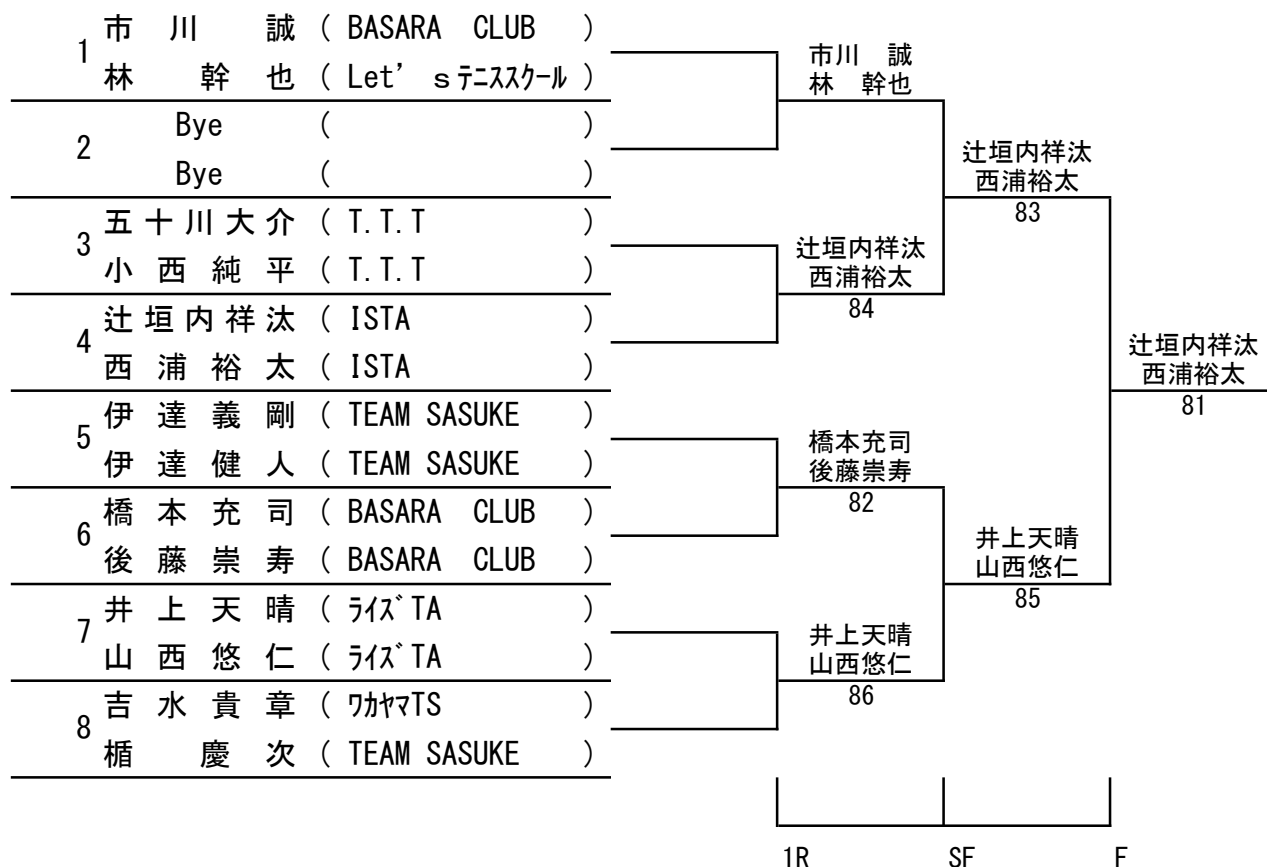 1 市川 誠 ( BASARA CLUB )
林 幹也 ( Let’ｓﾃﾆｽｽｸｰﾙ )
2 Bye ( )
Bye ( )
3 五十川大介 ( T.T.T )
小西純平 ( T.T.T )
4 辻垣内祥汰 ( ISTA )
西浦裕太 ( ISTA )
5 伊達義剛 ( TEAM SASUKE )
伊達健人 ( TEAM SASUKE )
6 橋本充司 ( BASARA CLUB )
後藤崇寿 ( BASARA CLUB )
7 井上天晴 ( ﾗｲｽﾞTA )
山西悠仁 ( ﾗｲｽﾞTA )
8 吉水貴章 ( ﾜｶﾔﾏTS )
楯 慶次 ( TEAM SASUKE )
市川 誠
林 幹也
辻垣内祥汰
西浦裕太
84
橋本充司
後藤崇寿
82
井上天晴
山西悠仁
86
辻垣内祥汰
西浦裕太
83
井上天晴
山西悠仁
85
辻垣内祥汰
西浦裕太
81
1R SF F